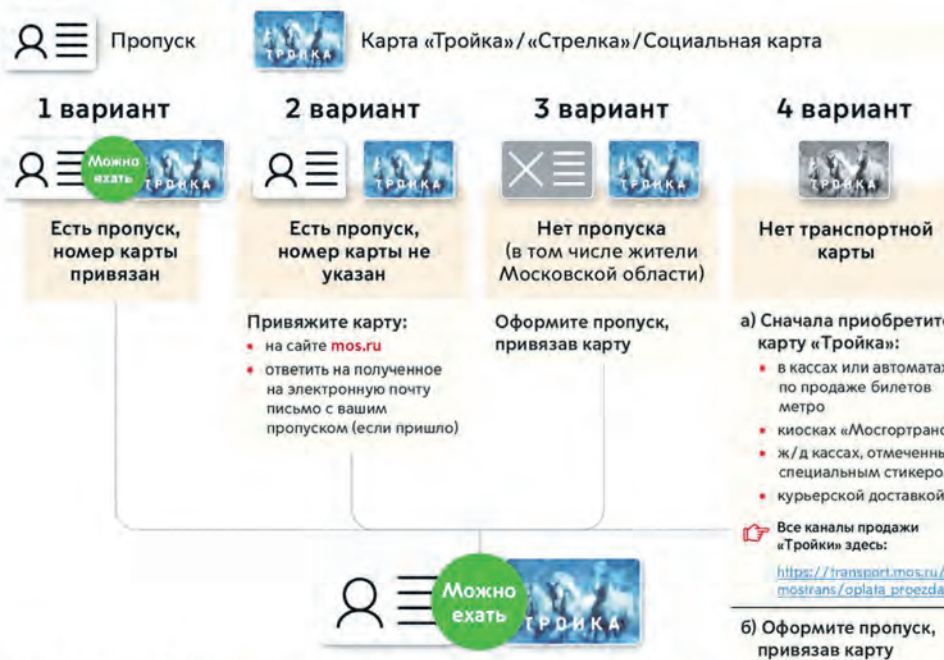 Пропуск
ТРОЙКА
Карта «Тройка»/«Стрелка»/Социальная карта
1 вариант
Можно
ехать
ТРОЙКА
Есть пропуск,
номер карты
привязан
2 вариант
ТРОЙКА
Есть пропуск,
номер карты не
указан
Привяжите карту:
• на сайте mos.ru
• ответить на полученное
на электронную почту
письмо с вашим
пропуском (если пришло)
3 вариант
ТРОЙКА
Нет пропуска
(в том числе жители
Московской области)
Оформите пропуск,
привязав карту
4 вариант
ТРОЙКА
Нет транспортной
карты
а) Сначала приобретите
карту «Тройка»:
• в кассах или автоматах
по продаже билетов
метро
• киосках «Мосгортранс
• ж/д кассах, отмеченны
специальным стикеро
• курьерской доставкой
Все каналы продажи
«Тройки» здесь:
https://transport.mos.ru/
mostrans/oplata_proezda
б) Оформите пропуск,
привязав карту
Можно
ехать
ТРОЙКА